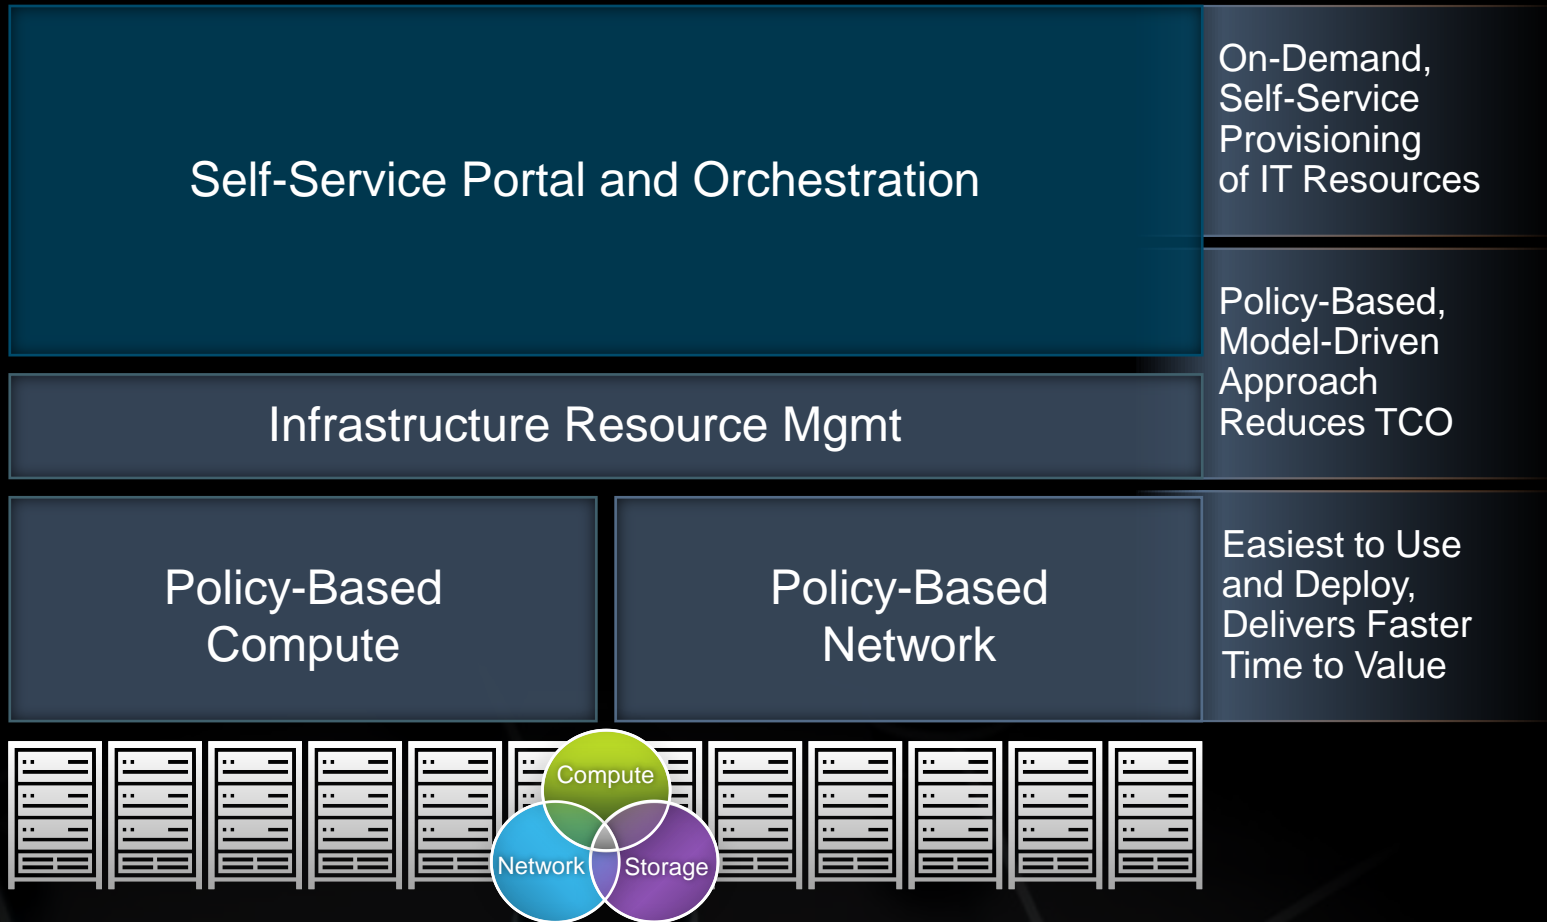 Self-Service Portal and Orchestration
On-Demand,
Self-Service
Provisioning
of IT Resources
Infrastructure Resource Mgmt
Policy-Based,
Model-Driven
Approach
Reduces TCO
Policy-Based
Compute
Policy-Based
Network
Easiest to Use
and Deploy,
Delivers Faster
Time to Value
Compute
Network
Storage